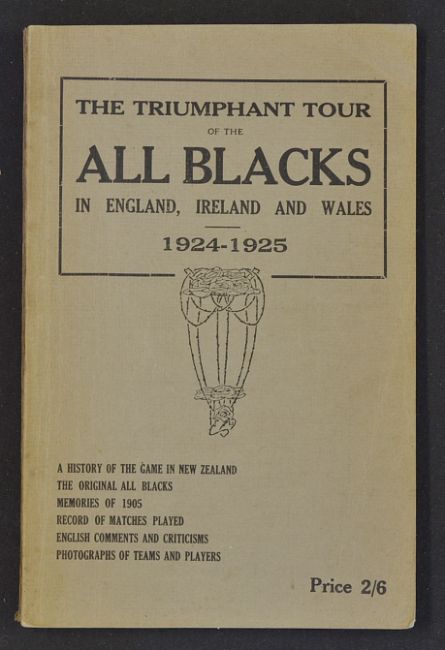 THE TRIUMPHANT TOUR
OF THE
ALL BLACKS
IN ENGLAND, IRELAND AND WALES
1924-1925
A HISTORY OF THE GAME IN NEW ZEALAND
THE ORIGINAL ALL BLACKS
MEMORIES OF 1905
RECORD OF MATCHES PLAYED
ENGLISH COMMENTS AND CRITICISMS
PHOTOGRAPHS OF TEAMS AND PLAYERS
Price 2/6